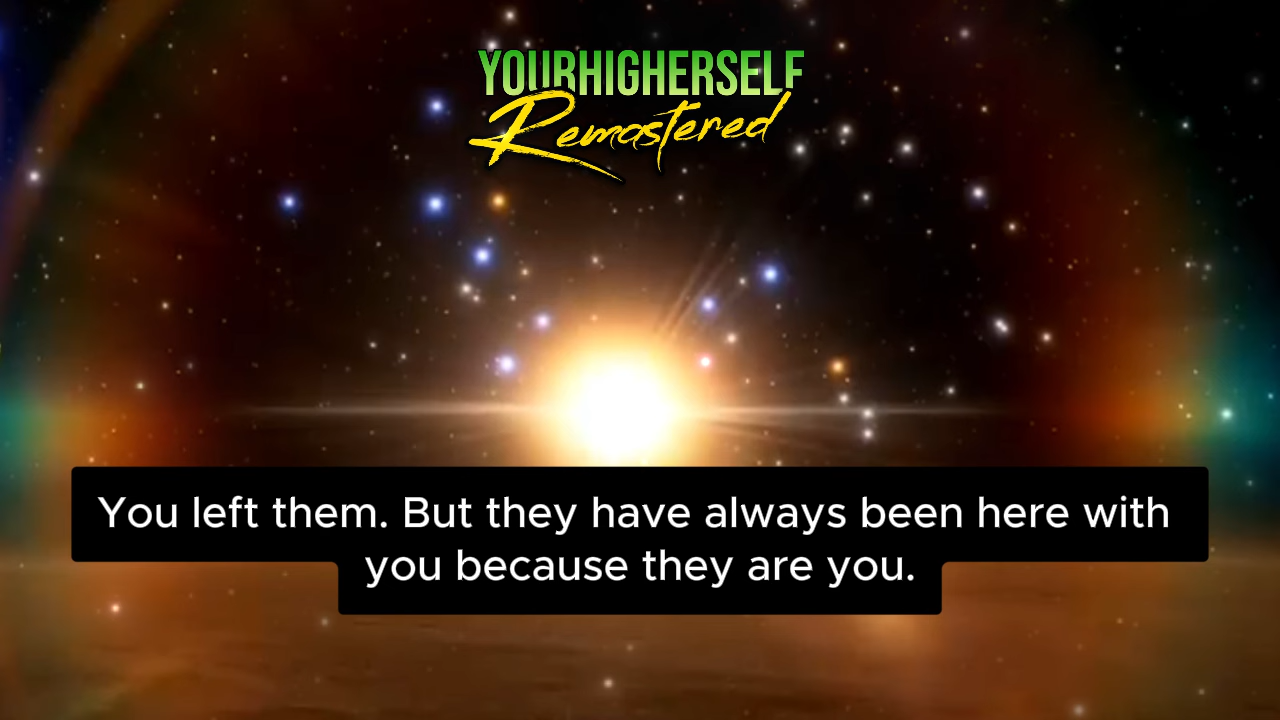 YOURHIGHERSELF
Remastered
You left them. But they have always been here with
you because they are you.